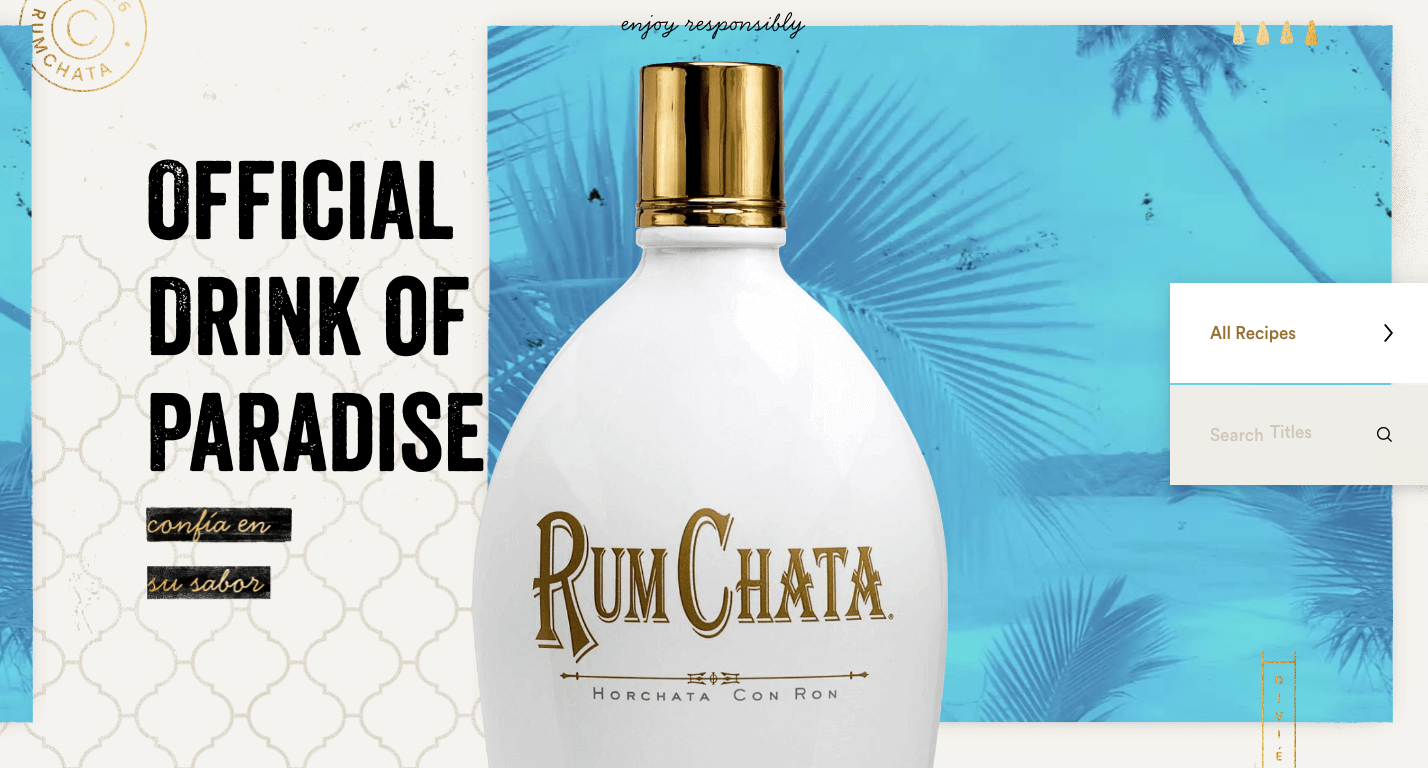 RUMCHATA
C
enjoy responsibly
OFFICIAL
DRINK OF
PARADISE
confía en
su sabor
RUMCHATA
HORCHATA CON RON
All Recipes
Search Titles
DIVIÉ